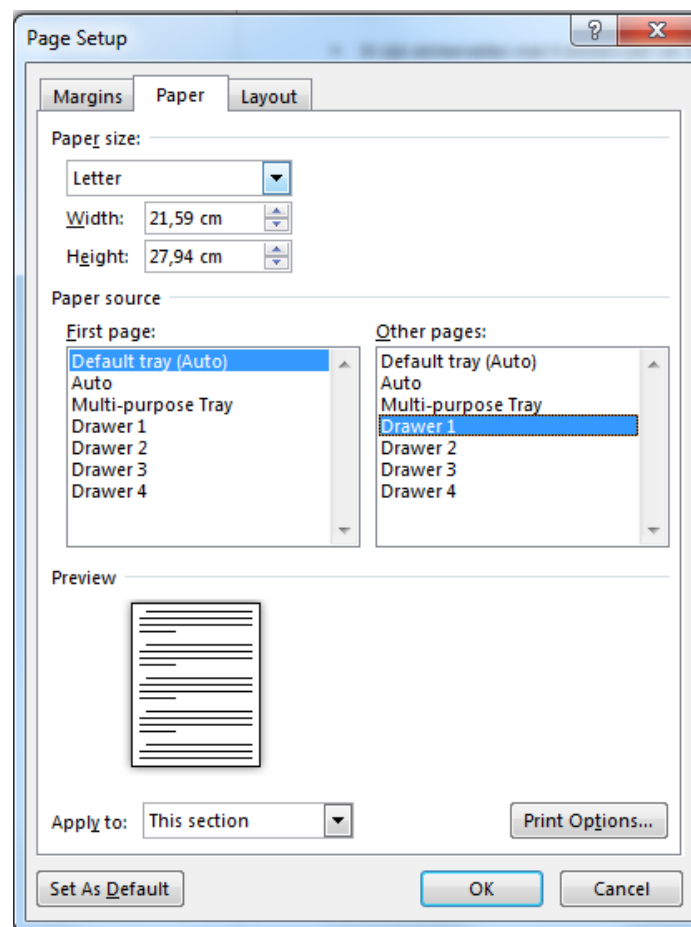 Page Setup
?
Margins Paper Layout
Paper size:
Letter
Width: 21,59 cm
Height: 27,94 cm
Paper source
First page: Other pages:
Default tray (Auto) Default tray (Auto)
Auto Auto
Multi-purpose Tray Multi-purpose Tray
Drawer 1 Drawer 1
Drawer 2 Drawer 2
Drawer 3 Drawer 3
Drawer 4 Drawer 4
Preview
Apply to: This section Print Options...
Set As Default OK Cancel